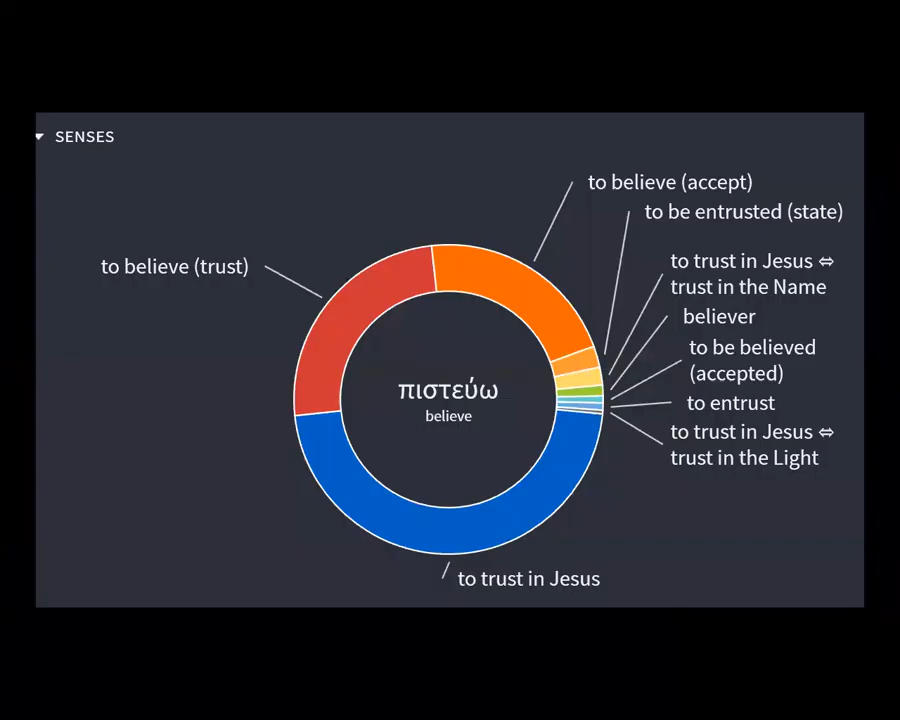 SENSES
to believe (accept)
to be entrusted (state)
to believe (trust)
to trust in Jesus ⇔
trust in the Name
believer
to be believed
(accepted)
πιστεύω
believe
to entrust
to trust in Jesus ⇔
trust in the Light
to trust in Jesus